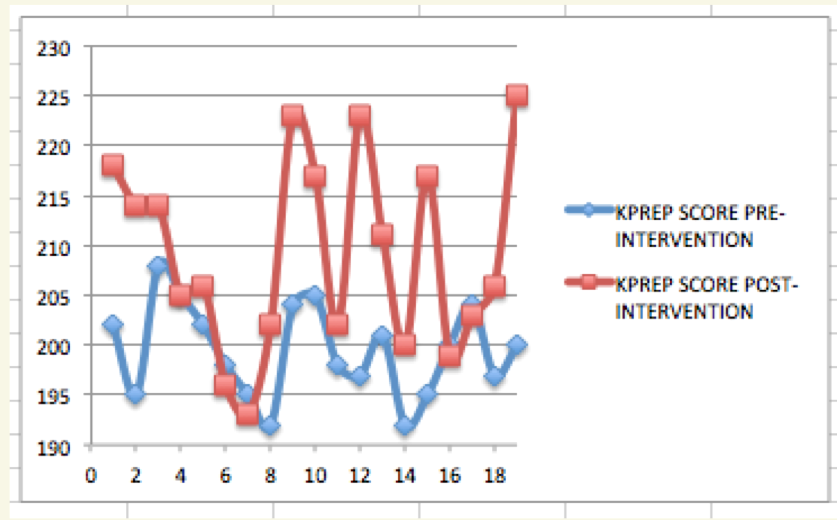 230
225
220
215
210
205
200
195
190
0 2 4 6 8 10 12 14 16 18
KPREP SCORE PRE-
INTERVENTION
KPREP SCORE POST-
INTERVENTION